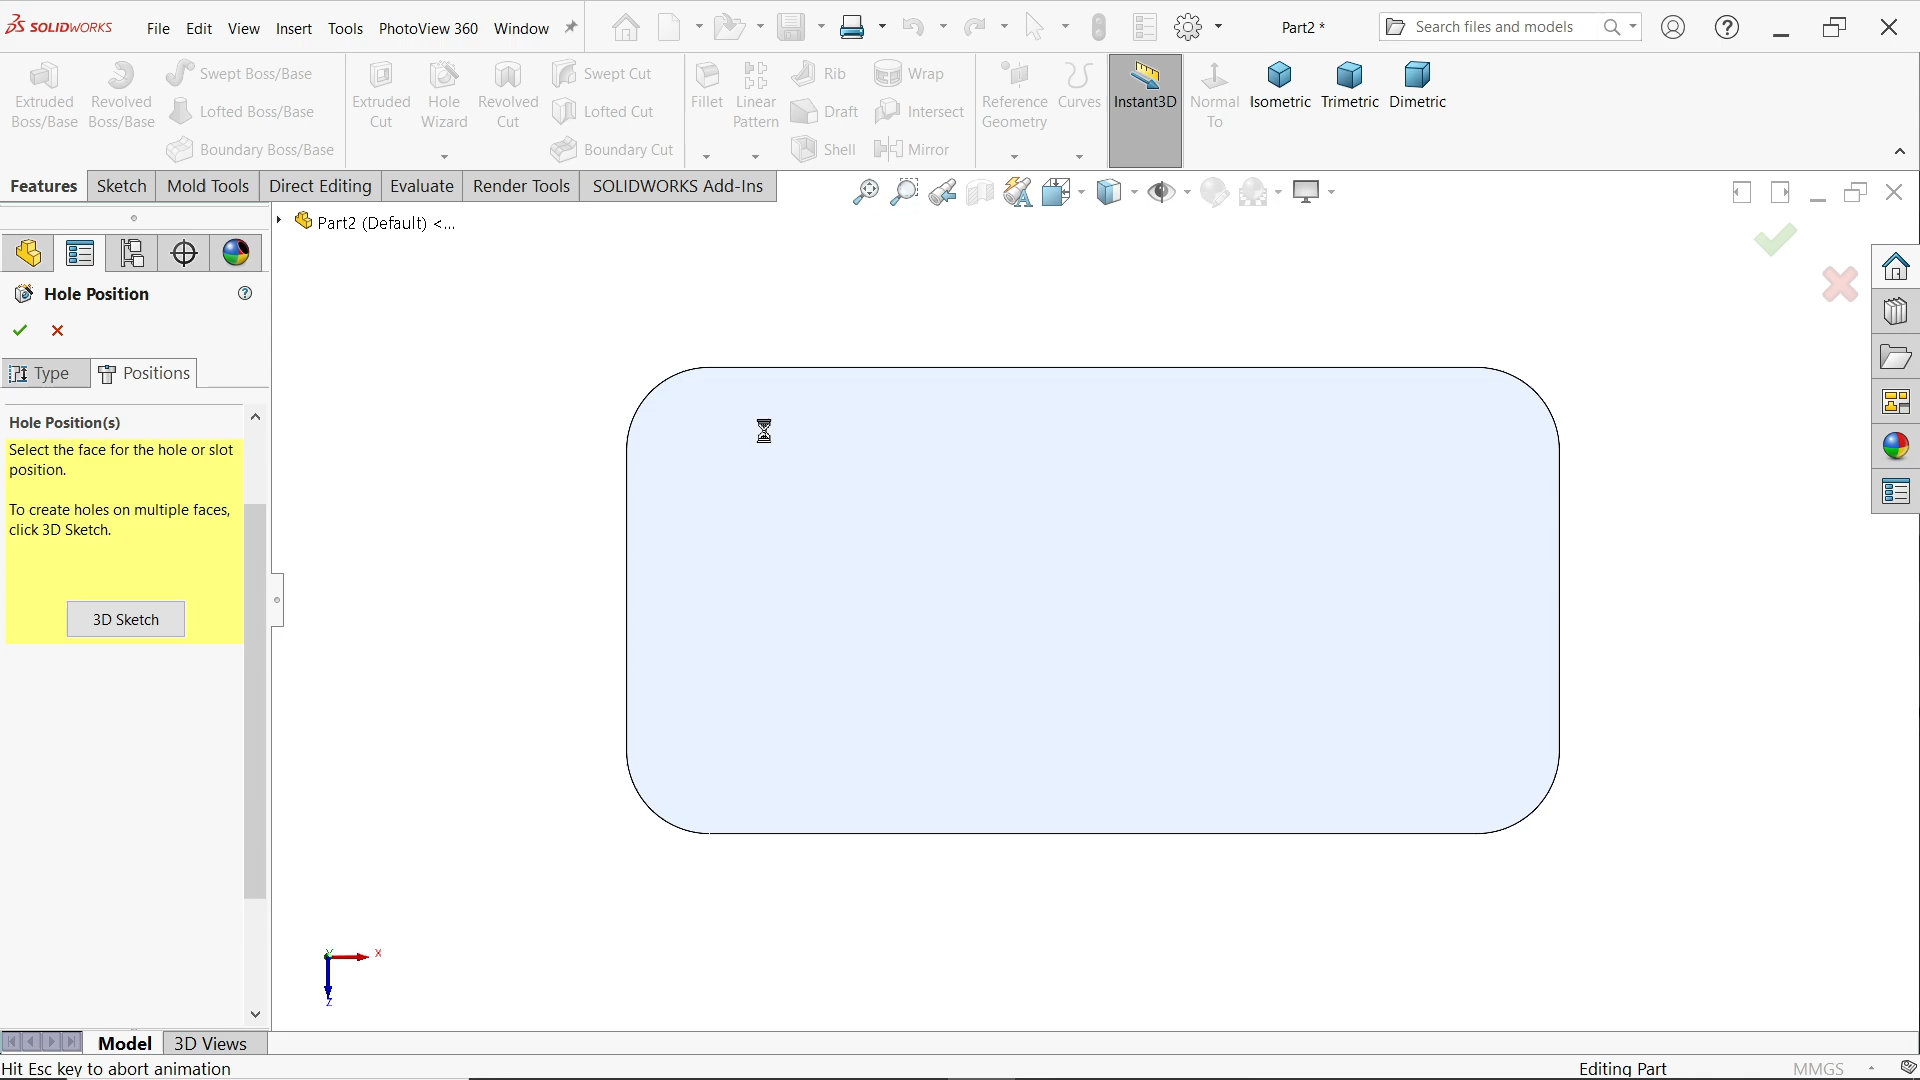 SOLIDWORKS File Edit View Insert Tools PhotoView 360 Window Part2 * Search files and models
Extruded Boss/Base
Revolved Boss/Base
Swept Boss/Base
Lofted Boss/Base
Boundary Boss/Base
Extruded Cut
Hole Wizard
Revolved Cut
Swept Cut
Lofted Cut
Boundary Cut
Fillet
Linear Pattern
Rib
Draft
Shell
Wrap
Intersect
Mirror
Reference Geometry
Curves
Instant3D
Normal To
Isometric
Trimetric
Dimetric
Features Sketch Mold Tools Direct Editing Evaluate Render Tools SOLIDWORKS Add-Ins
Part2 (Default) <...
Hole Position
Type Positions
Hole Position(s)
Select the face for the hole or slot
position.
To create holes on multiple faces,
click 3D Sketch.
3D Sketch
Y
X
Z
Model 3D Views
Hit Esc key to abort animation Editing Part MMGS